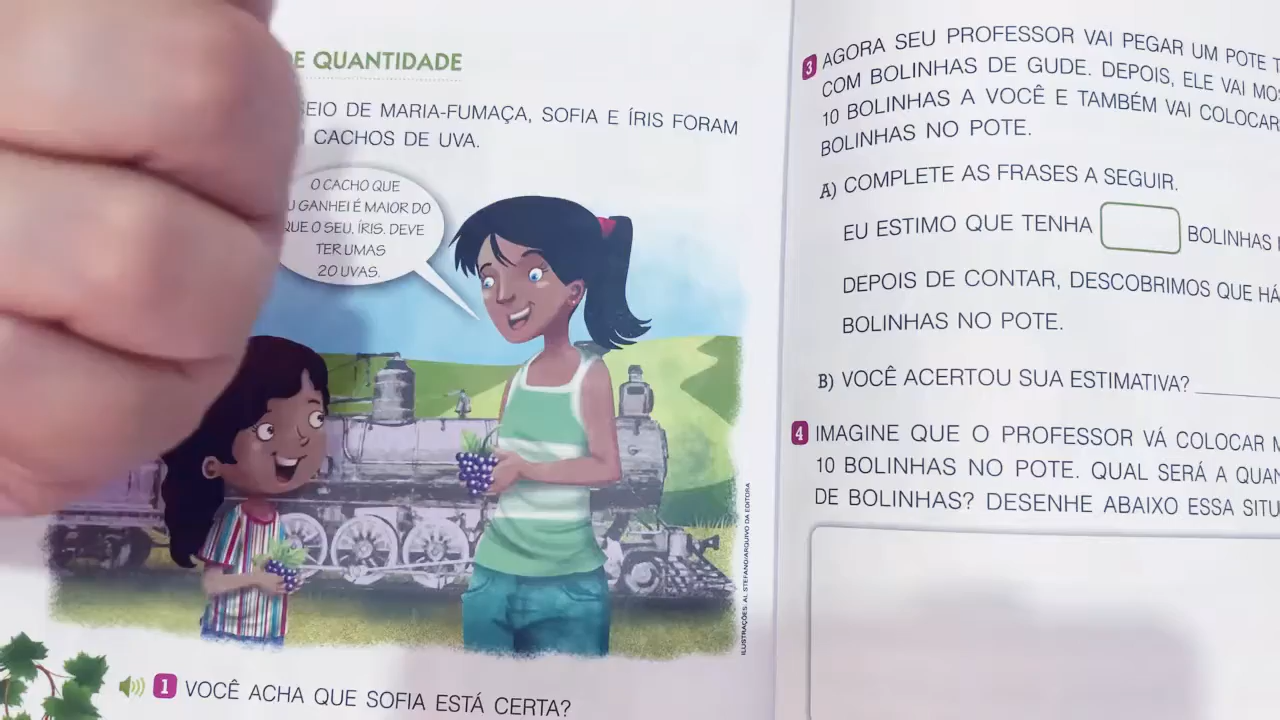 DE QUANTIDADE
DE MARIA-FUMAÇA, SOFIA E ÍRIS FORAM
CACHOS DE UVA.
O CACHO QUE
GANHEI É MAIOR DO
QUE O SEU, ÍRIS. DEVE
TER UMAS
20 UVAS.
ILUSTRAÇÕES: AL STEFANO/ARQUIVO DA EDITORA
1 VOCÊ ACHA QUE SOFIA ESTÁ CERTA?
3 AGORA SEU PROFESSOR VAI PEGAR UM POTE
COM BOLINHAS DE GUDE. DEPOIS, ELE VAI
10 BOLINHAS A VOCÊ E TAMBÉM VAI COLOCAR
BOLINHAS NO POTE.
A) COMPLETE AS FRASES A SEGUIR.
EU ESTIMO QUE TENHA BOLINHAS
DEPOIS DE CONTAR, DESCOBRIMOS QUE HÁ
BOLINHAS NO POTE.
B) VOCÊ ACERTOU SUA ESTIMATIVA?
4 IMAGINE QUE O PROFESSOR VÁ COLOCAR
10 BOLINHAS NO POTE. QUAL SERÁ A
DE BOLINHAS? DESENHE ABAIXO ESSA